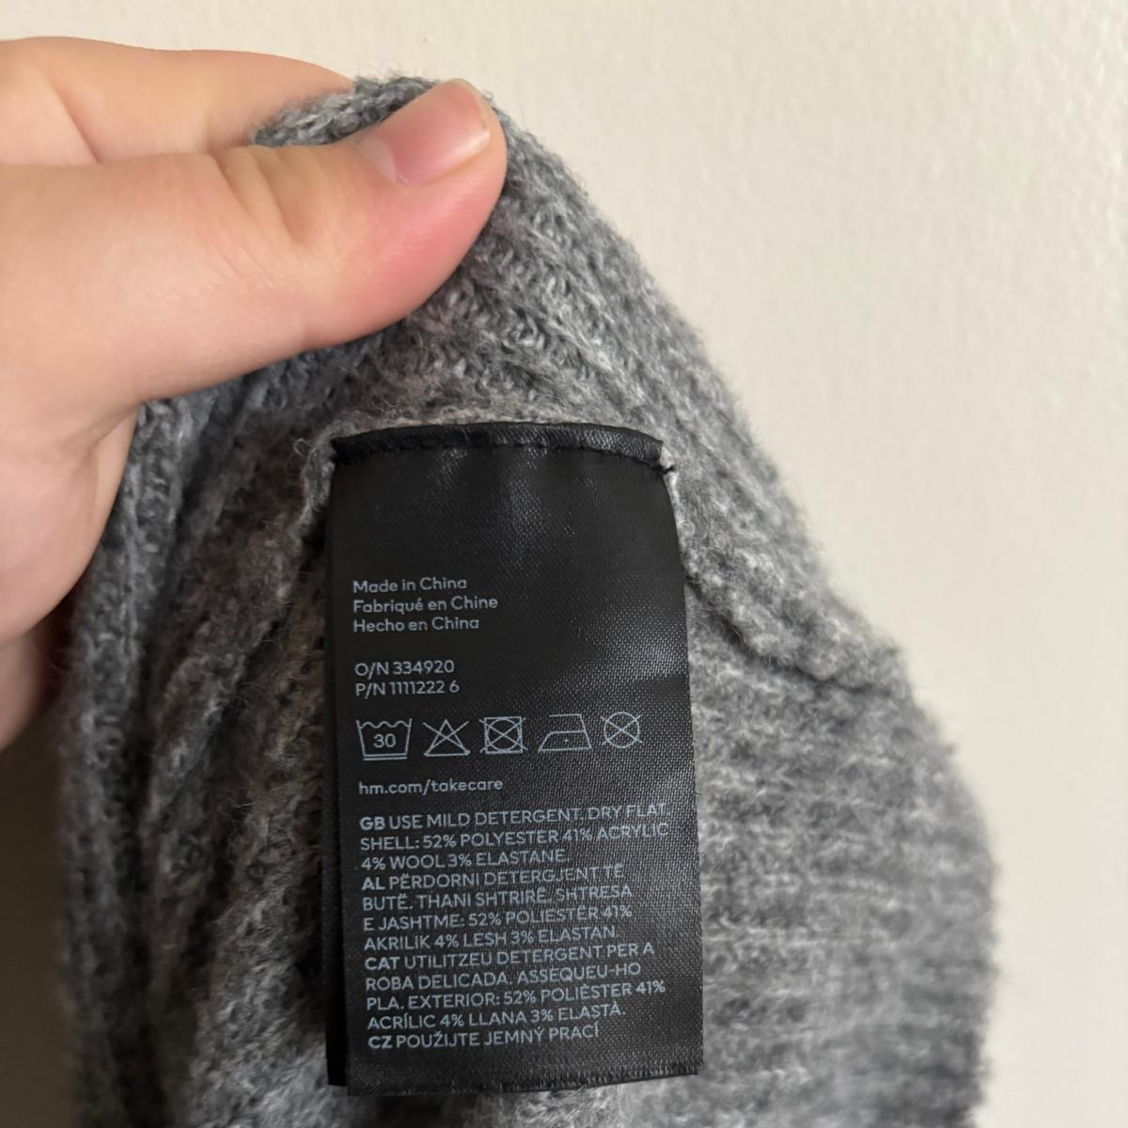 Made in China
Fabriqué en Chine
Hecho en China
O/N 334920
P/N 1111222 6
30
hm.com/takecare
GB USE MILD DETERGENT. DRY FLAT.
SHELL: 52% POLYESTER 41% ACRYLIC
4% WOOL 3% ELASTANE.
AL PËRDORNI DETERGJENT TË
BUTË. THANI SHTRIRË. SHTRESA
E JASHTME: 52% POLIESTËR 41%
AKRILIK 4% LESH 3% ELASTAN.
CAT UTILITZEU DETERGENT PER A
ROBA DELICADA. ASSEQUEU-HO
PLA. EXTERIOR: 52% POLIÈSTER 41%
ACRÍLIC 4% LLANA 3% ELASTÀ.
CZ POUŽIJTE JEMNÝ PRACÍ